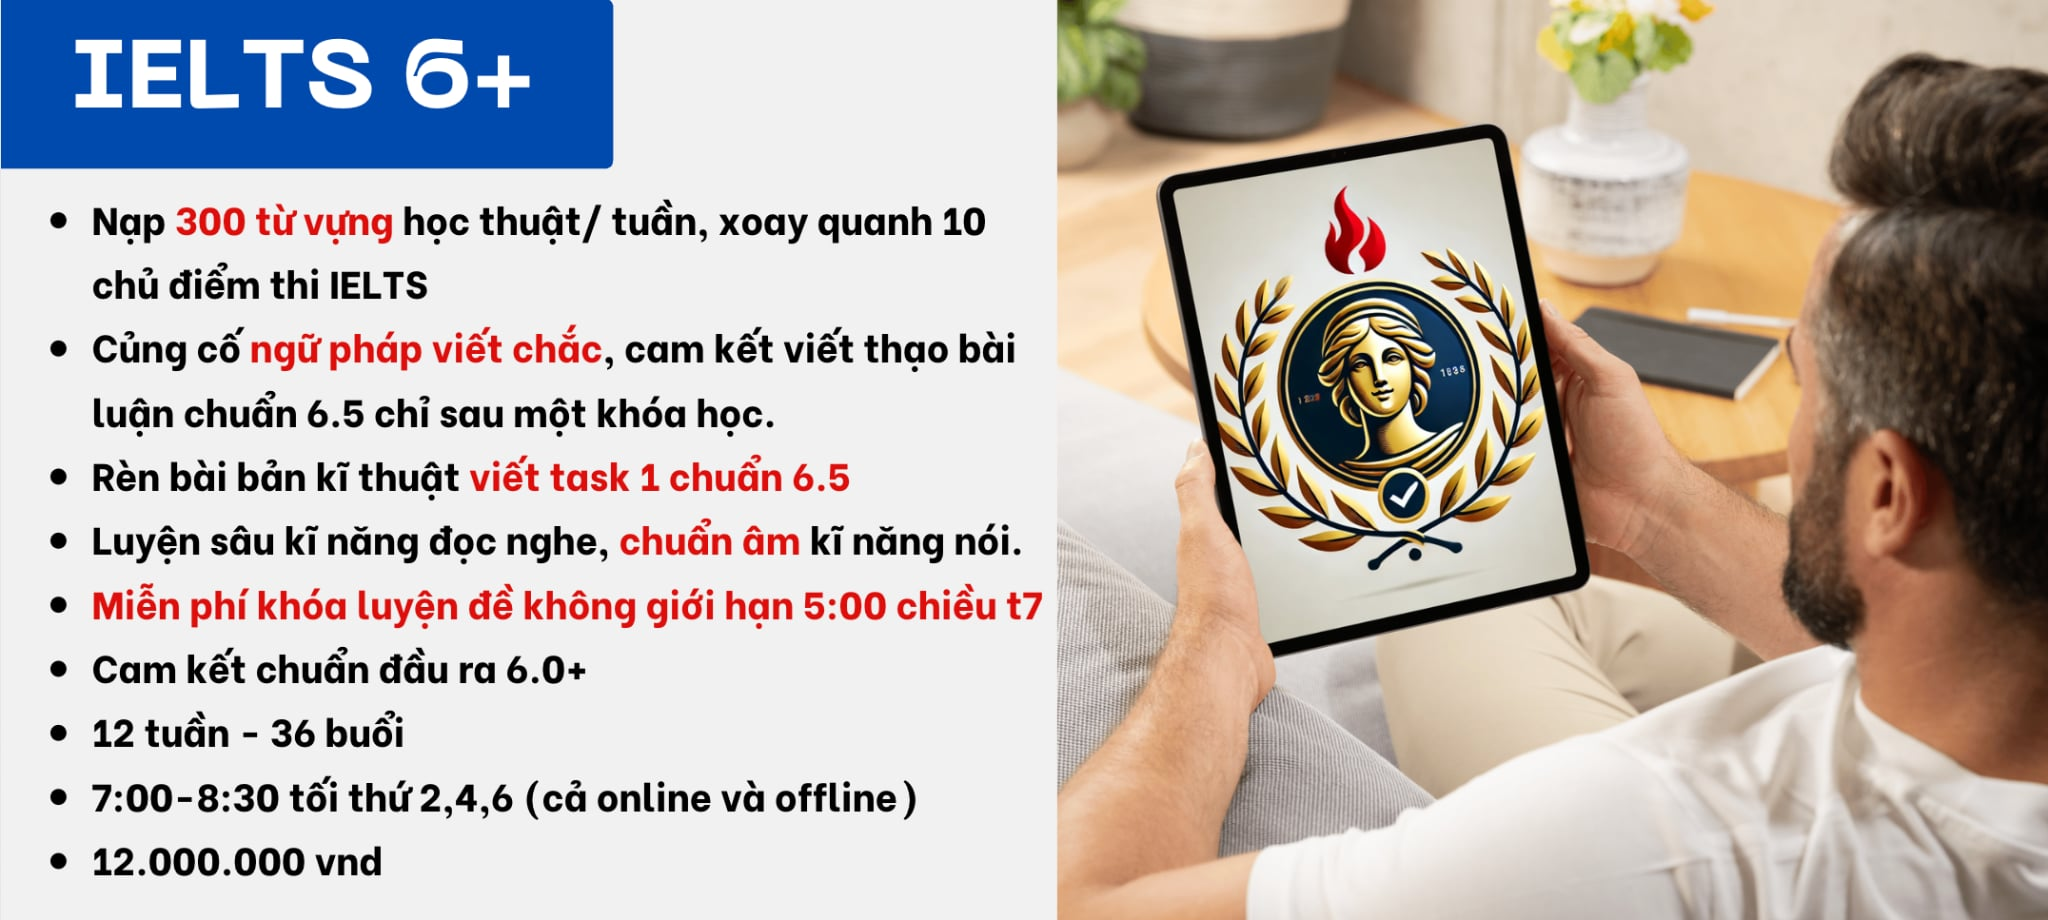 IELTS 6+
Nạp 300 từ vựng học thuật/ tuần, xoay quanh 10
chủ điểm thi IELTS
Củng cố ngữ pháp viết chắc, cam kết viết thạo bài
luận chuẩn 6.5 chỉ sau một khóa học.
Rèn bài bản kĩ thuật viết task 1 chuẩn 6.5
Luyện sâu kĩ năng đọc nghe, chuẩn âm kĩ năng nói.
Miễn phí khóa luyện đề không giới hạn 5:00 chiều t7
Cam kết chuẩn đầu ra 6.0+
12 tuần - 36 buổi
7:00-8:30 tối thứ 2,4,6 (cả online và offline)
12.000.000 vnd